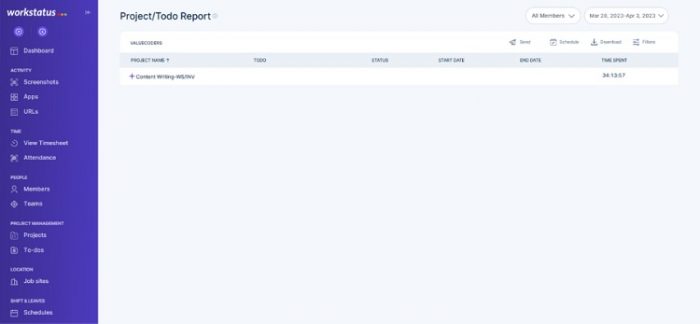 workstatus
Dashboard
ACTIVITY
Screenshots
Apps
URLs
TIME
View Timesheet
Attendance
PEOPLE
Members
Teams
PROJECT MANAGEMENT
Projects
To-dos
LOCATION
Job sites
SHIFT & LEAVES
Schedules
Project/Todo Report
All Members
Mar 28, 2023-Apr 3, 2023
VALUECODERS
Send Schedule Download Filters
PROJECT NAME TODO STATUS START DATE END DATE TIME SPENT
Content Writing-WS/INV 34:13:57